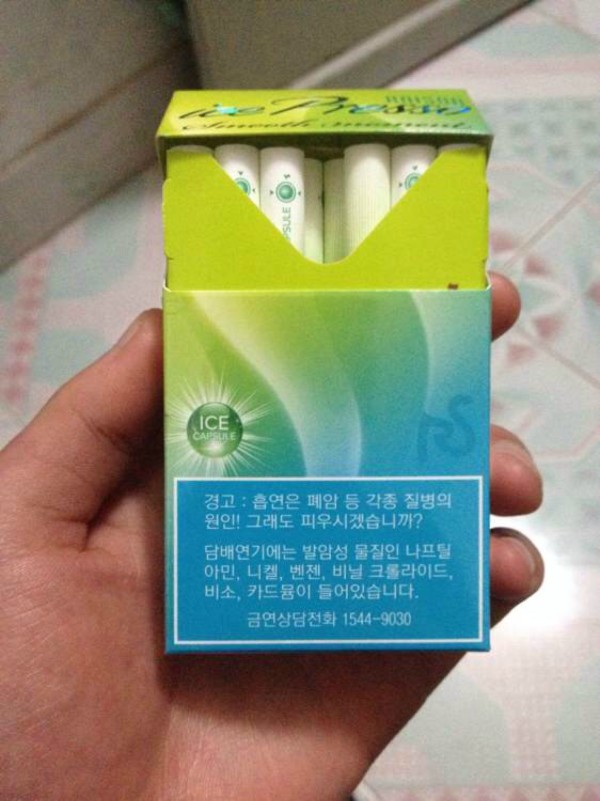 ice Presso
Smooth moment
CAPSULE
ICE
CAPSULE
경고 : 흡연은 폐암 등 각종 질병의
원인!! 그래도 피우시겠습니까?
담배연기에는 발암성 물질인 나프틸
아민, 니켈, 벤젠, 비닐 크롤라이드,
비소, 카드뮴이 들어있습니다.
금연상담전화 1544-9030